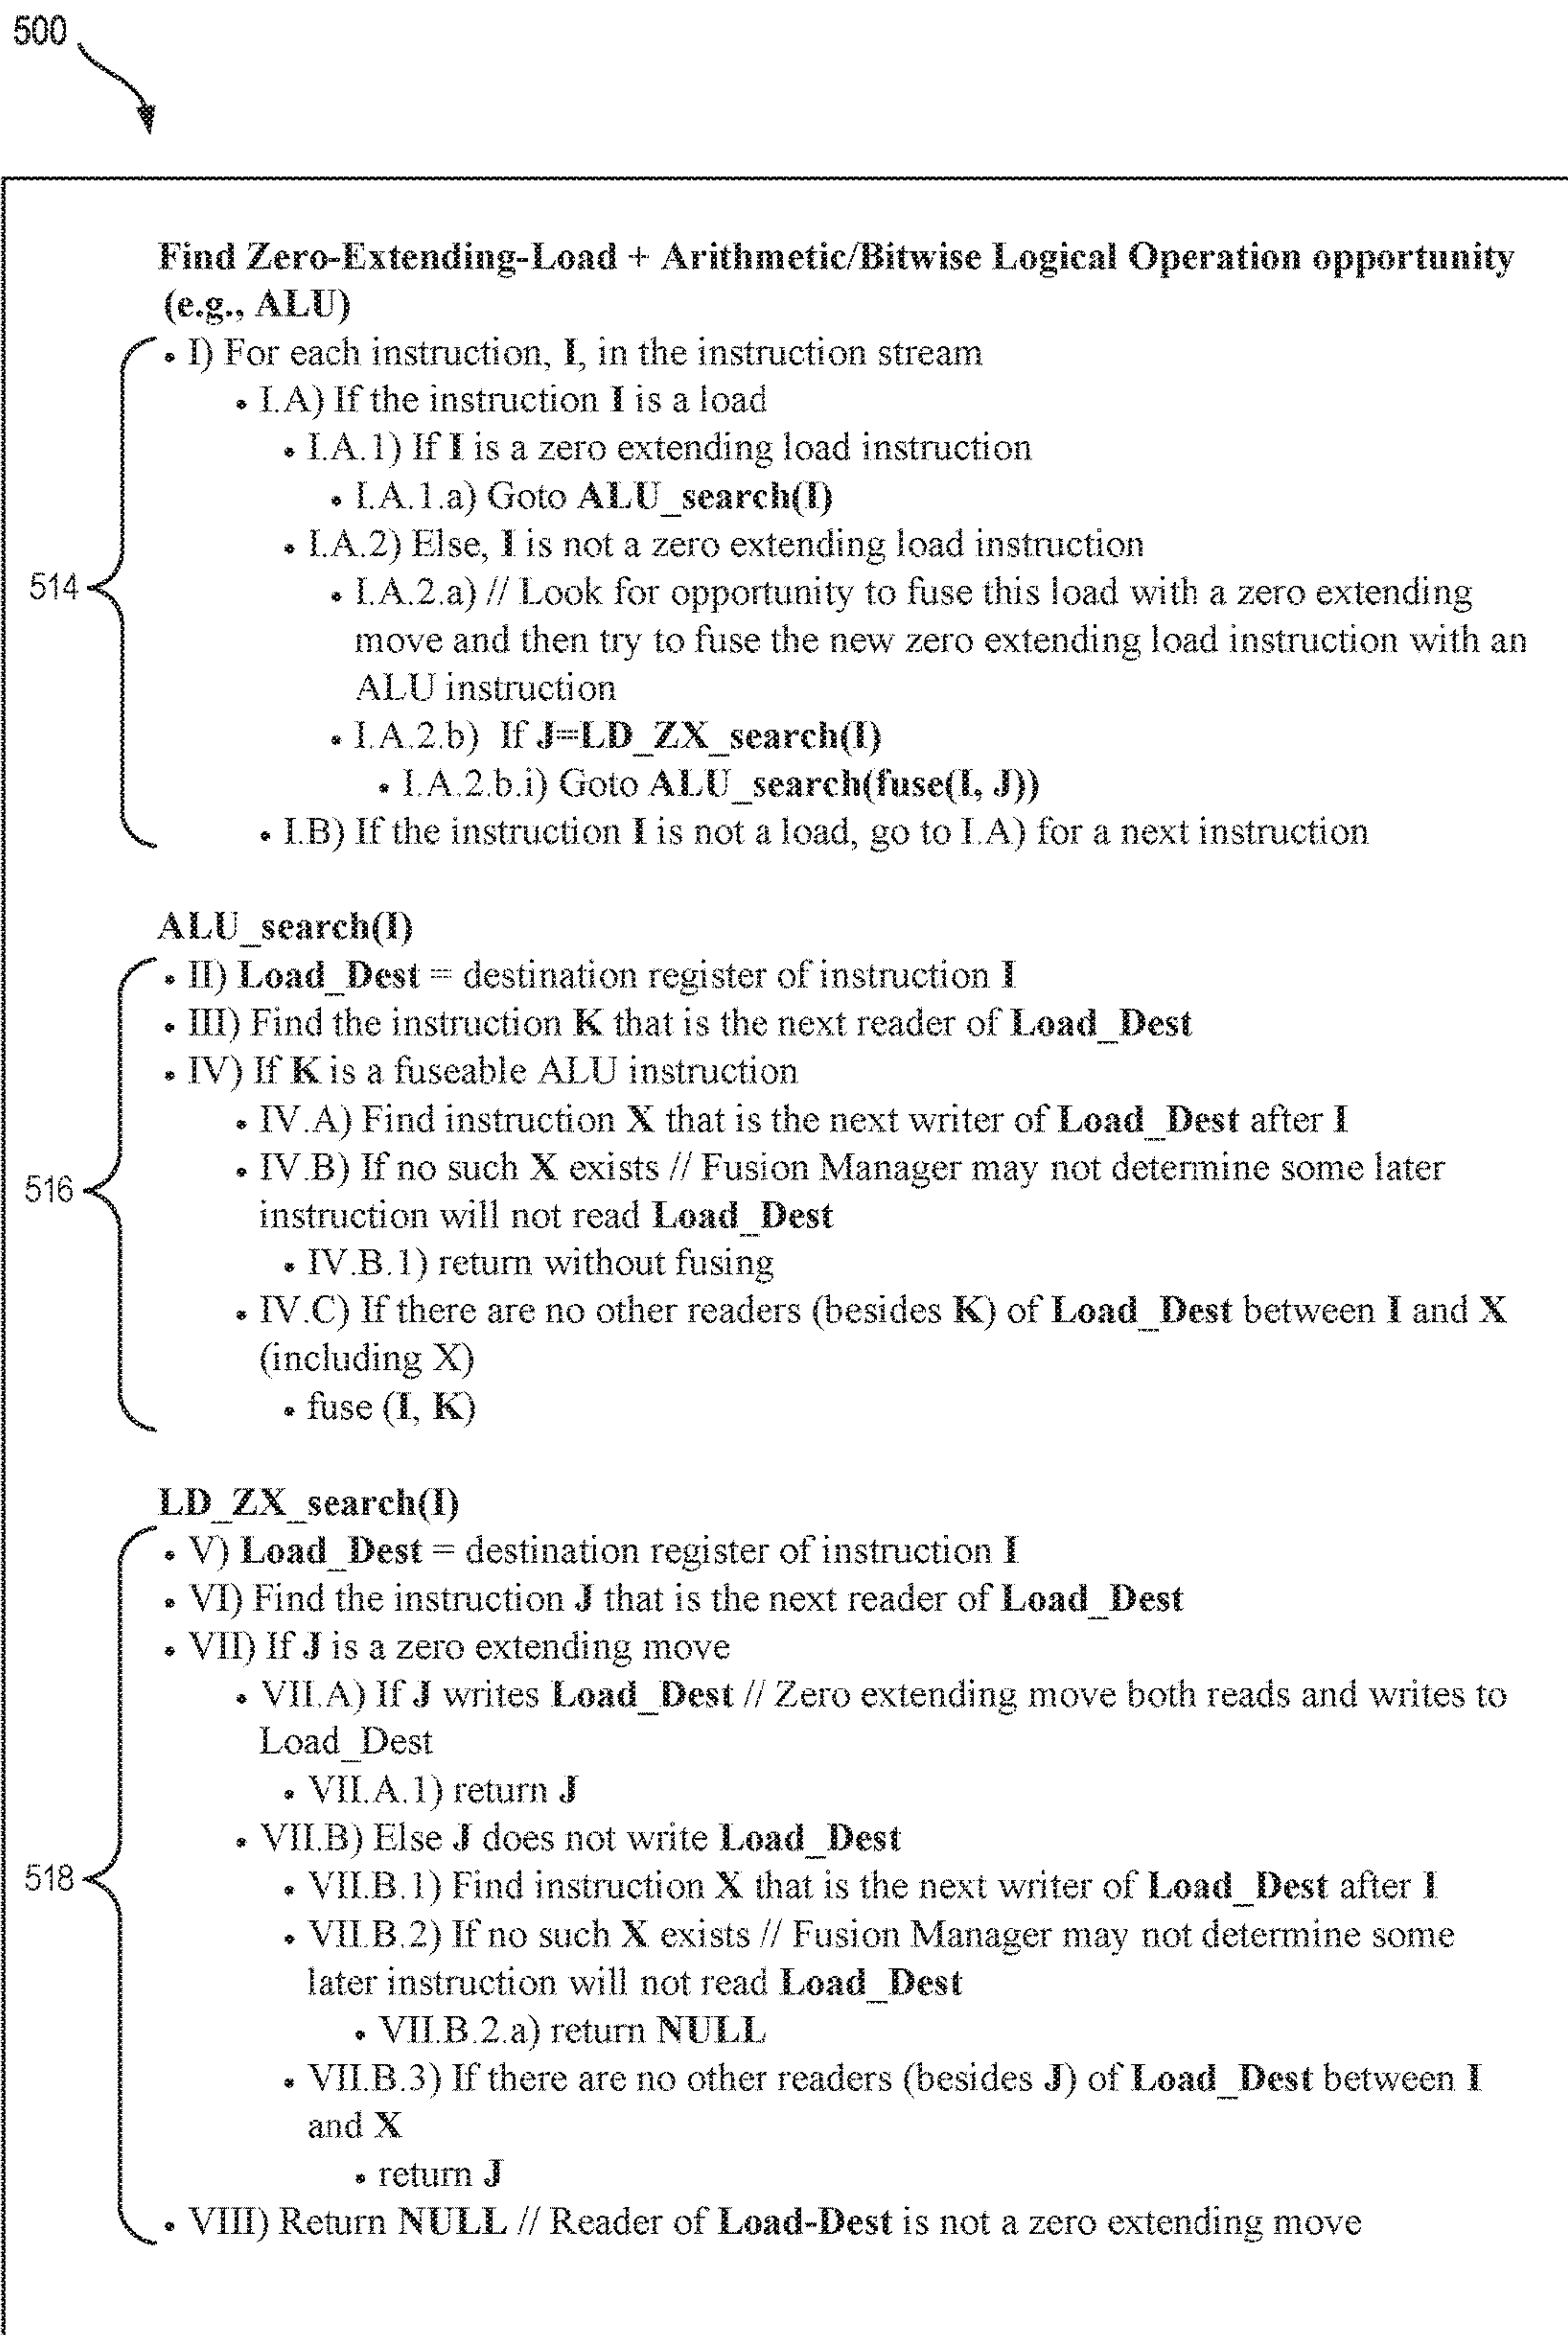 500
Find Zero-Extending-Load + Arithmetic/Bitwise Logical Operation opportunity
(e.g., ALU)
• I) For each instruction, I, in the instruction stream
• I.A) If the instruction I is a load
• I.A.1) If I is a zero extending load instruction
• I.A.1.a) Goto ALU_search(I)
• I.A.2) Else, I is not a zero extending load instruction
514
• I.A.2.a) // Look for opportunity to fuse this load with a zero extending
move and then try to fuse the new zero extending load instruction with an
ALU instruction
• I.A.2.b) If J=LD_ZX_search(I)
• I.A.2.b.i) Goto ALU_search(fuse(I, J))
• I.B) If the instruction I is not a load, go to I.A) for a next instruction
ALU_search(I)
• II) Load_Dest = destination register of instruction I
• III) Find the instruction K that is the next reader of Load_Dest
• IV) If K is a fuseable ALU instruction
• IV.A) Find instruction X that is the next writer of Load_Dest after I
• IV.B) If no such X exists // Fusion Manager may not determine some later
516
instruction will not read Load_Dest
• IV.B.1) return without fusing
• IV.C) If there are no other readers (besides K) of Load_Dest between I and X
(including X)
• fuse (I, K)
LD_ZX_search(I)
• V) Load_Dest = destination register of instruction I
• VI) Find the instruction J that is the next reader of Load_Dest
• VII) If J is a zero extending move
• VII.A) If J writes Load_Dest // Zero extending move both reads and writes to
Load_Dest
• VII.A.1) return J
• VII.B) Else J does not write Load_Dest
518
• VII.B.1) Find instruction X that is the next writer of Load_Dest after I
• VII.B.2) If no such X exists // Fusion Manager may not determine some
later instruction will not read Load_Dest
• VII.B.2.a) return NULL
• VII.B.3) If there are no other readers (besides J) of Load_Dest between I
and X
• return J
• VIII) Return NULL // Reader of Load-Dest is not a zero extending move